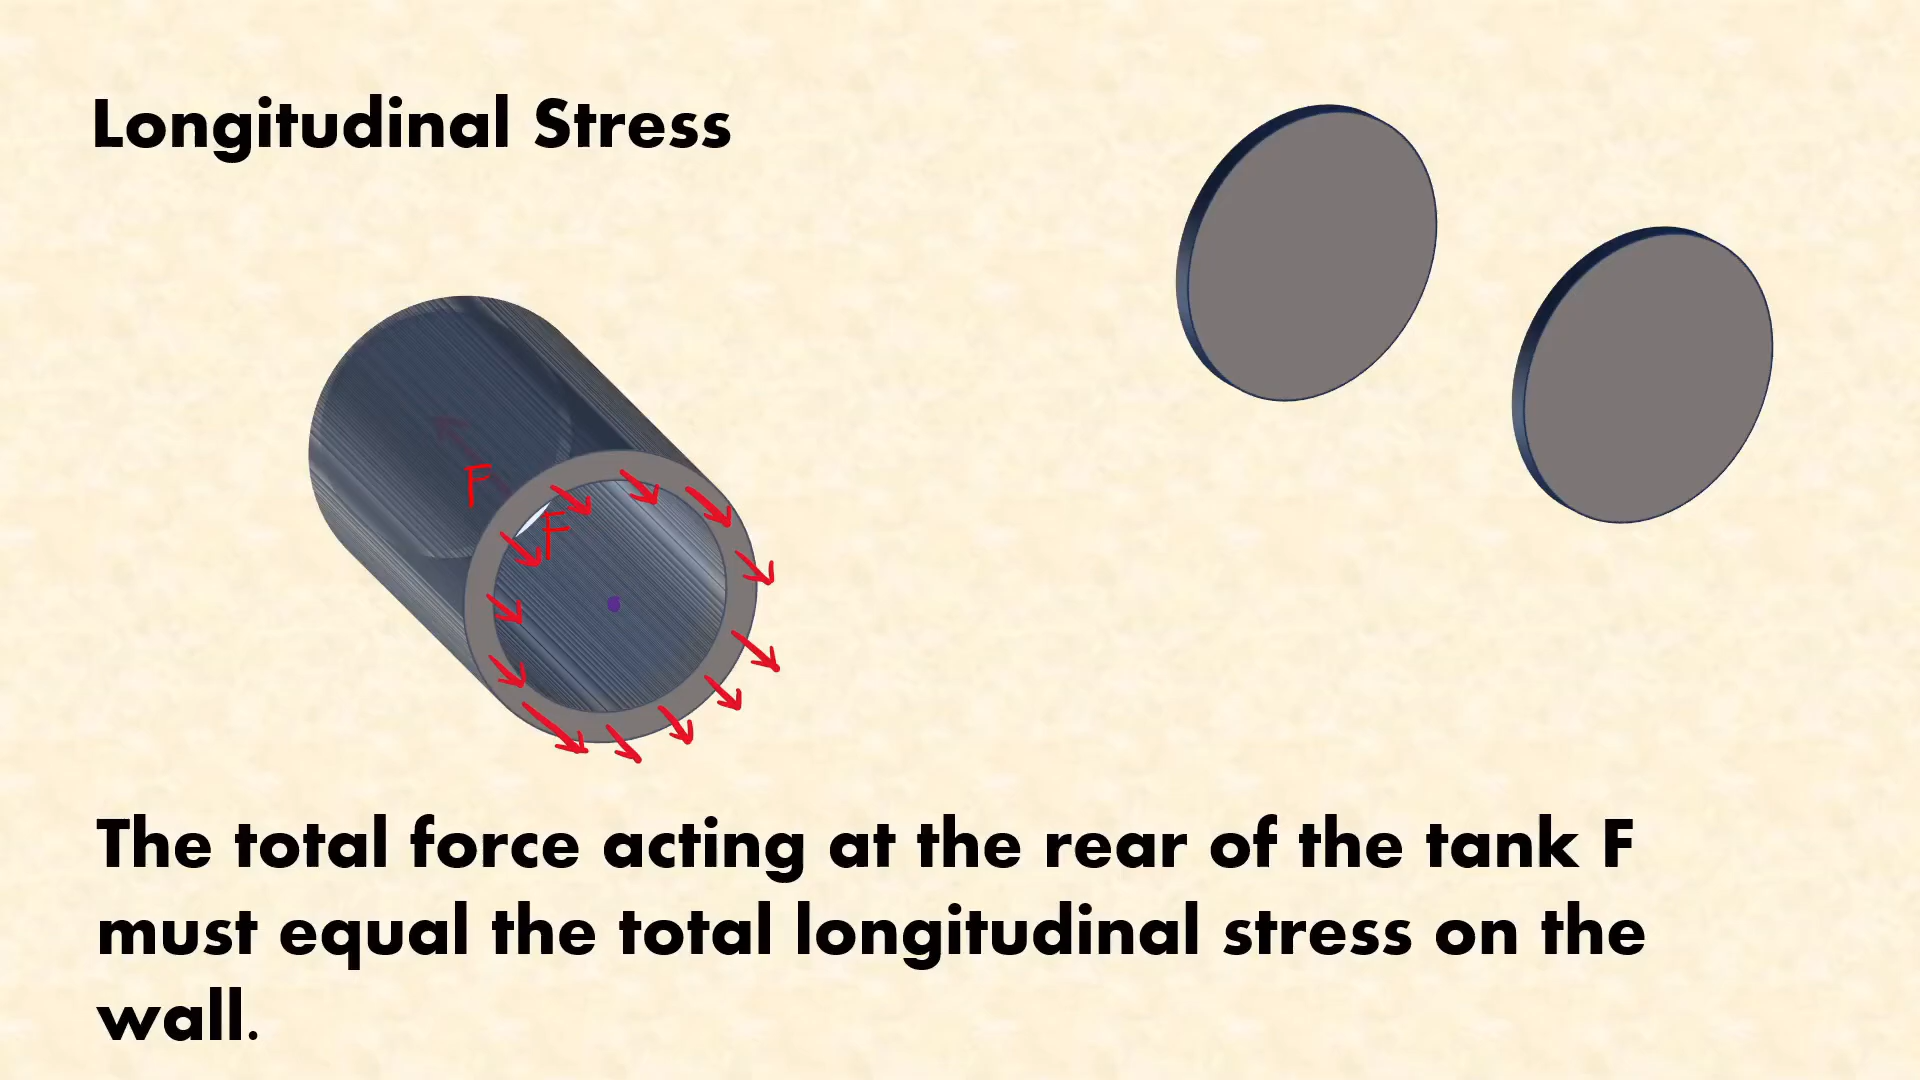 Longitudinal Stress
F
F
The total force acting at the rear of the tank F
must equal the total longitudinal stress on the
wall.